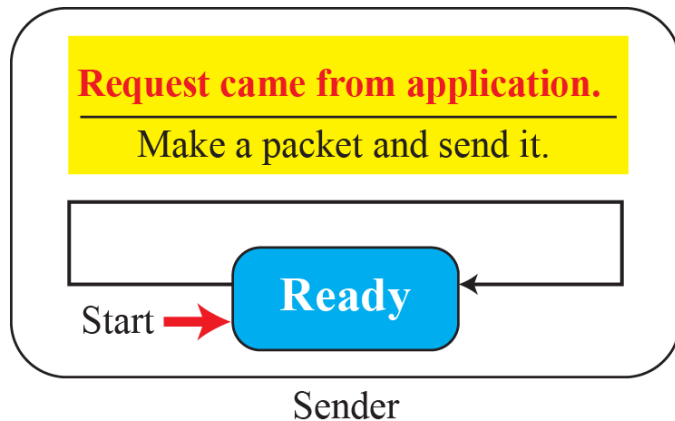 Request came from application.
Make a packet and send it.
Ready
Start
Sender